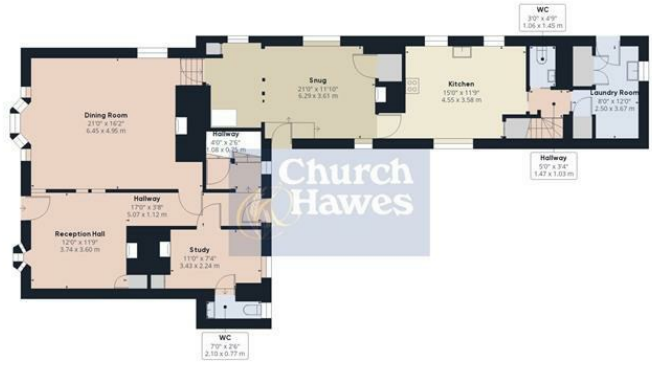 WC
3'0" x 4'9"
1.06 x 1.45 m
Snug
21'0" x 11'10"
6.29 x 3.61 m
Kitchen
15'0" x 11'9"
4.55 x 3.58 m
Laundry Room
8'0" x 12'0"
2.50 x 3.67 m
Dining Room
21'0" x 16'2"
6.45 x 4.95 m
Hallway
4'0" x 2'6"
1.08 x 0.75 m
Hallway
5'0" x 3'4"
1.47 x 1.03 m
Church
& Hawes
Hallway
17'0" x 3'8"
5.07 x 1.12 m
Reception Hall
12'0" x 11'9"
3.74 x 3.60 m
Study
11'0" x 7'4"
3.43 x 2.24 m
WC
7'0" x 2'6"
2.10 x 0.77 m